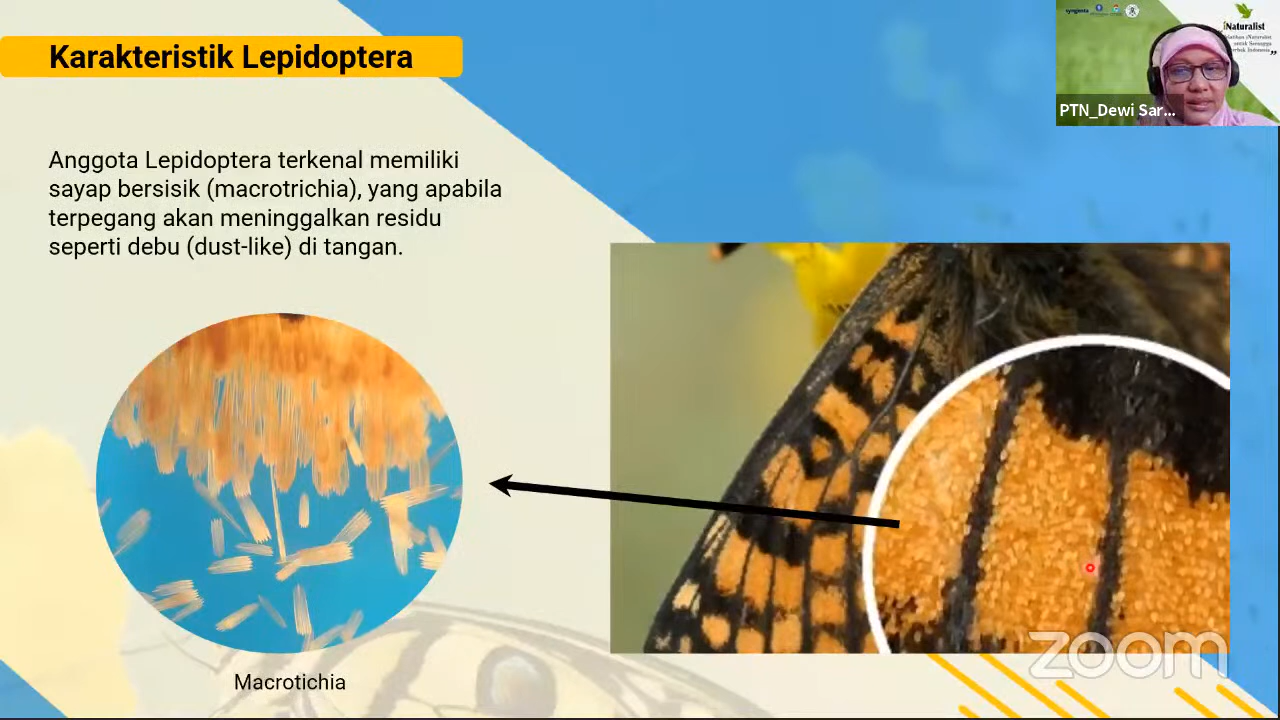 Karakteristik Lepidoptera
syngenta
iNaturalist
PTN_Dewi Sar...
Anggota Lepidoptera terkenal memiliki
sayap bersisik (macrotrichia), yang apabila
terpegang akan meninggalkan residu
seperti debu (dust-like) di tangan.
Macrotichia
zoom